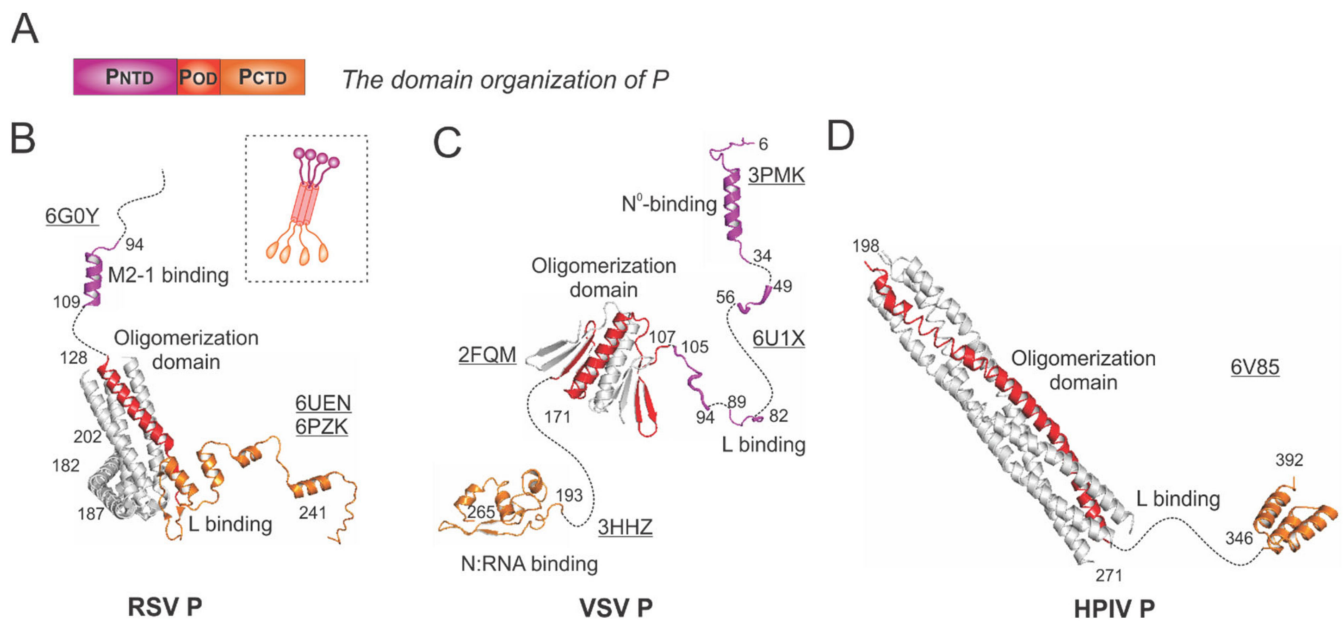 A
PNTD POD PCTD
The domain organization of P
B
6G0Y
94
M2-1 binding
109
Oligomerization
domain
128
202
182
187
6UEN
6PZK
L binding
241
RSV P
C
6
3PMK
N⁰-binding
34
49
56
Oligomerization
domain
107
105
6U1X
2FQM
171
94
89
82
L binding
193
265
3HHZ
N:RNA binding
VSV P
D
198
Oligomerization
domain
6V85
L binding
392
346
271
HPIV P